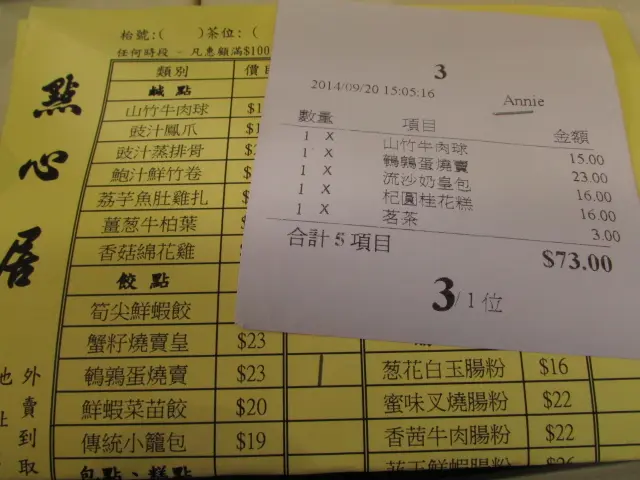 枱號:( )茶位:(
任何時段 - 凡惠顧滿$100
點心居
類別 價目
鹹點
山竹牛肉球 $1
豉汁鳳爪 $1
豉汁蒸排骨
鮑汁鮮竹卷
荔芋魚肚雞扎
薑葱牛柏葉
香菇綿花雞
餃點
筍尖鮮蝦餃
蟹籽燒賣皇 $23
鵪鶉蛋燒賣 $23
鮮蝦菜苗餃 $20
傳統小籠包 $19
包點、糕點
外賣到取
葱花白玉腸粉 $16
蜜味叉燒腸粉 $22
香茜牛肉腸粉 $22
3
2014/09/20 15:05:16 Annie
數量 項目 金額
1 X 山竹牛肉球 15.00
1 X 鵪鶉蛋燒賣 23.00
1 X 流沙奶皇包 16.00
1 X 杞圓桂花糕 16.00
1 X 茗茶 3.00
合計 5 項目 $73.00
3/1 位